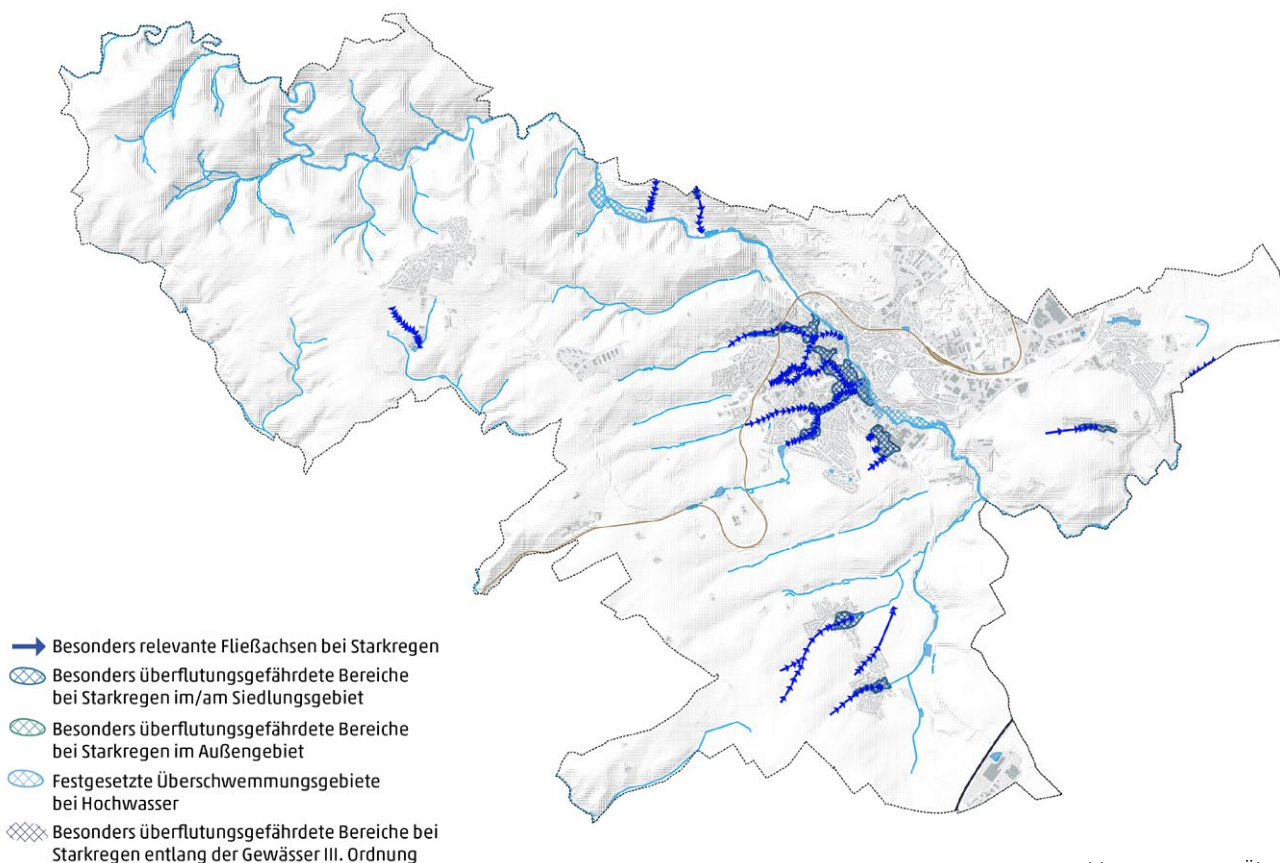 Besonders relevante Fließachsen bei Starkregen
Besonders überflutungsgefährdete Bereiche
bei Starkregen im/am Siedlungsgebiet
Besonders überflutungsgefährdete Bereiche
bei Starkregen im Außengebiet
Festgesetzte Überschwemmungsgebiete
bei Hochwasser
Besonders überflutungsgefährdete Bereiche bei
Starkregen entlang der Gewässer III. Ordnung